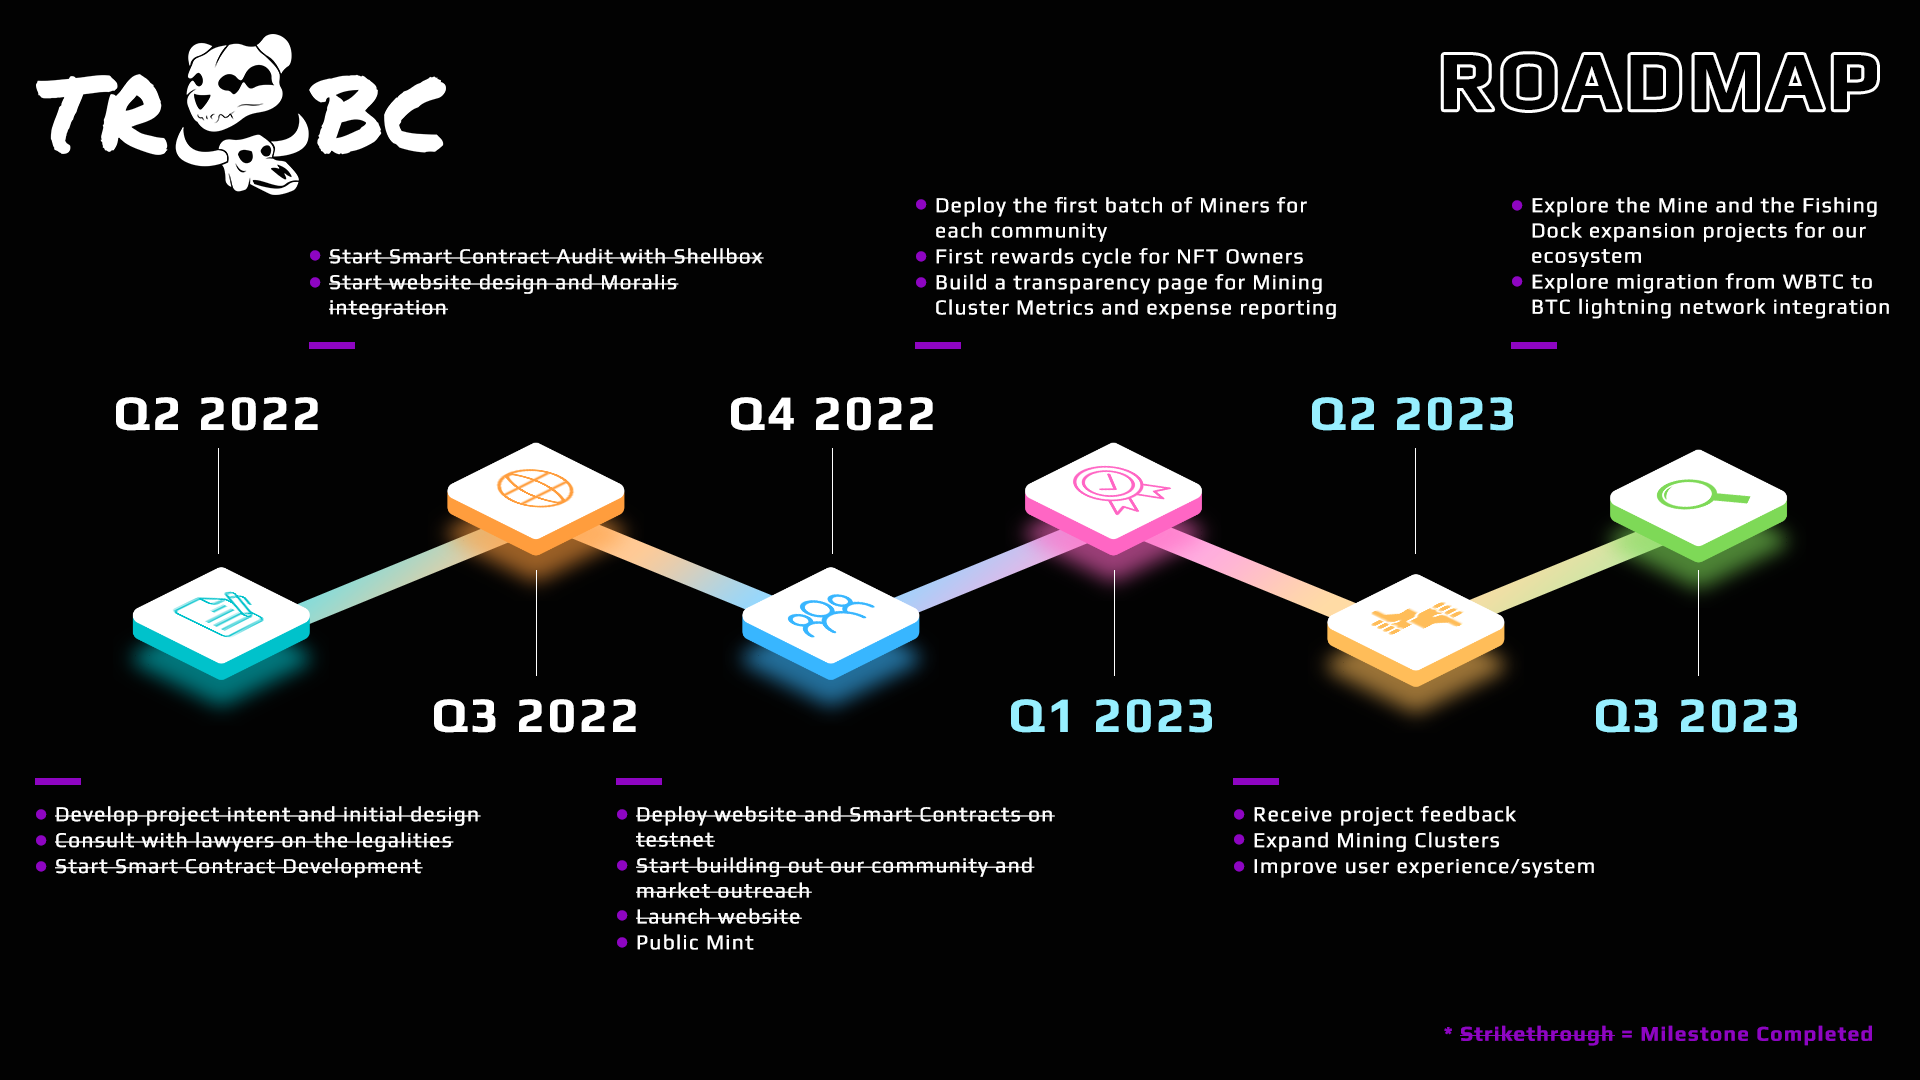 TR BC
ROADMAP
Start Smart Contract Audit with Shellbox
Start website design and Moralis
integration
Deploy the first batch of Miners for
each community
First rewards cycle for NFT Owners
Build a transparency page for Mining
Cluster Metrics and expense reporting
Explore the Mine and the Fishing
Dock expansion projects for our
ecosystem
Explore migration from WBTC to
BTC lightning network integration
Q2 2022
Q4 2022
Q2 2023
Q3 2022
Q1 2023
Q3 2023
Develop project intent and initial design
Consult with lawyers on the legalities
Start Smart Contract Development
Deploy website and Smart Contracts on
testnet
Start building out our community and
market outreach
Launch website
Public Mint
Receive project feedback
Expand Mining Clusters
Improve user experience/system
* Strikethrough = Milestone Completed